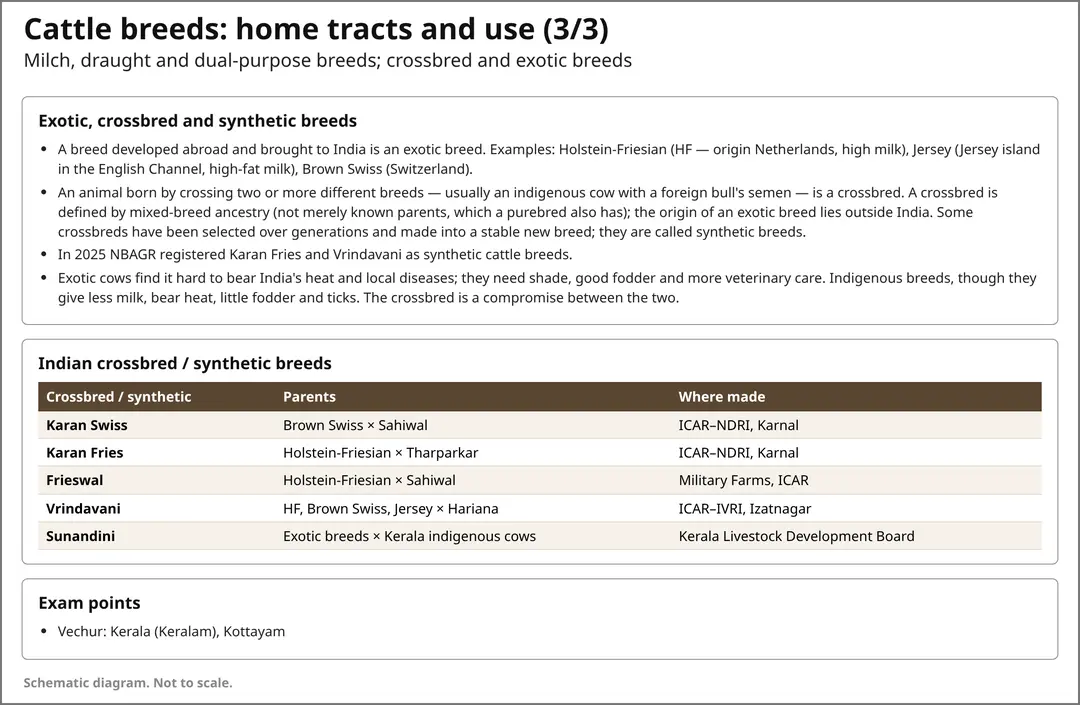 Cattle breeds: home tracts and use (3/3)
Milch, draught and dual-purpose breeds; crossbred and exotic breeds
Exotic, crossbred and synthetic breeds
• A breed developed abroad and brought to India is an exotic breed. Examples: Holstein-Friesian (HF — origin Netherlands, high milk), Jersey (Jersey island
in the English Channel, high-fat milk), Brown Swiss (Switzerland).
• An animal born by crossing two or more different breeds — usually an indigenous cow with a foreign bull's semen — is a crossbred. A crossbred is
defined by mixed-breed ancestry (not merely known parents, which a purebred also has); the origin of an exotic breed lies outside India. Some
crossbreds have been selected over generations and made into a stable new breed; they are called synthetic breeds.
• In 2025 NBAGR registered Karan Fries and Vrindavani as synthetic cattle breeds.
• Exotic cows find it hard to bear India's heat and local diseases; they need shade, good fodder and more veterinary care. Indigenous breeds, though they
give less milk, bear heat, little fodder and ticks. The crossbred is a compromise between the two.
Indian crossbred / synthetic breeds
Crossbred / synthetic Parents Where made
Karan Swiss Brown Swiss × Sahiwal ICAR–NDRI, Karnal
Karan Fries Holstein-Friesian × Tharparkar ICAR–NDRI, Karnal
Frieswal Holstein-Friesian × Sahiwal Military Farms, ICAR
Vrindavani HF, Brown Swiss, Jersey × Hariana ICAR–IVRI, Izatnagar
Sunandini Exotic breeds × Kerala indigenous cows Kerala Livestock Development Board
Exam points
• Vechur: Kerala (Keralam), Kottayam
Schematic diagram. Not to scale.